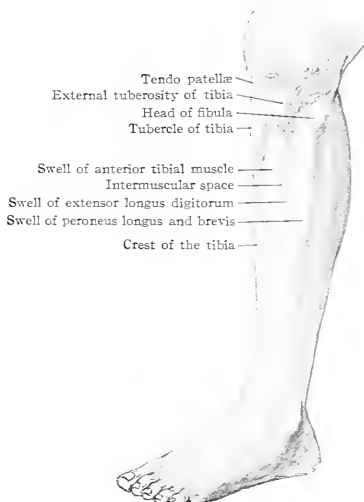 Tendo patellæ
External tuberosity of tibia
Head of fibula
Tubercle of tibia
Swell of anterior tibial muscle
Intermuscular space
Swell of extensor longus digitorum
Swell of peroneus longus and brevis
Crest of the tibia